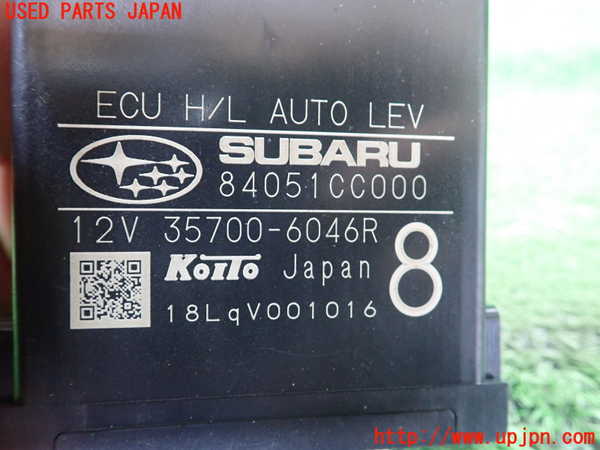 USED PARTS JAPAN
ECU H/L AUTO LEV
SUBARU
84051CC000
12V 35700-6046R
KOITO Japan 8
18LqV001016
http://www.upjpn.com